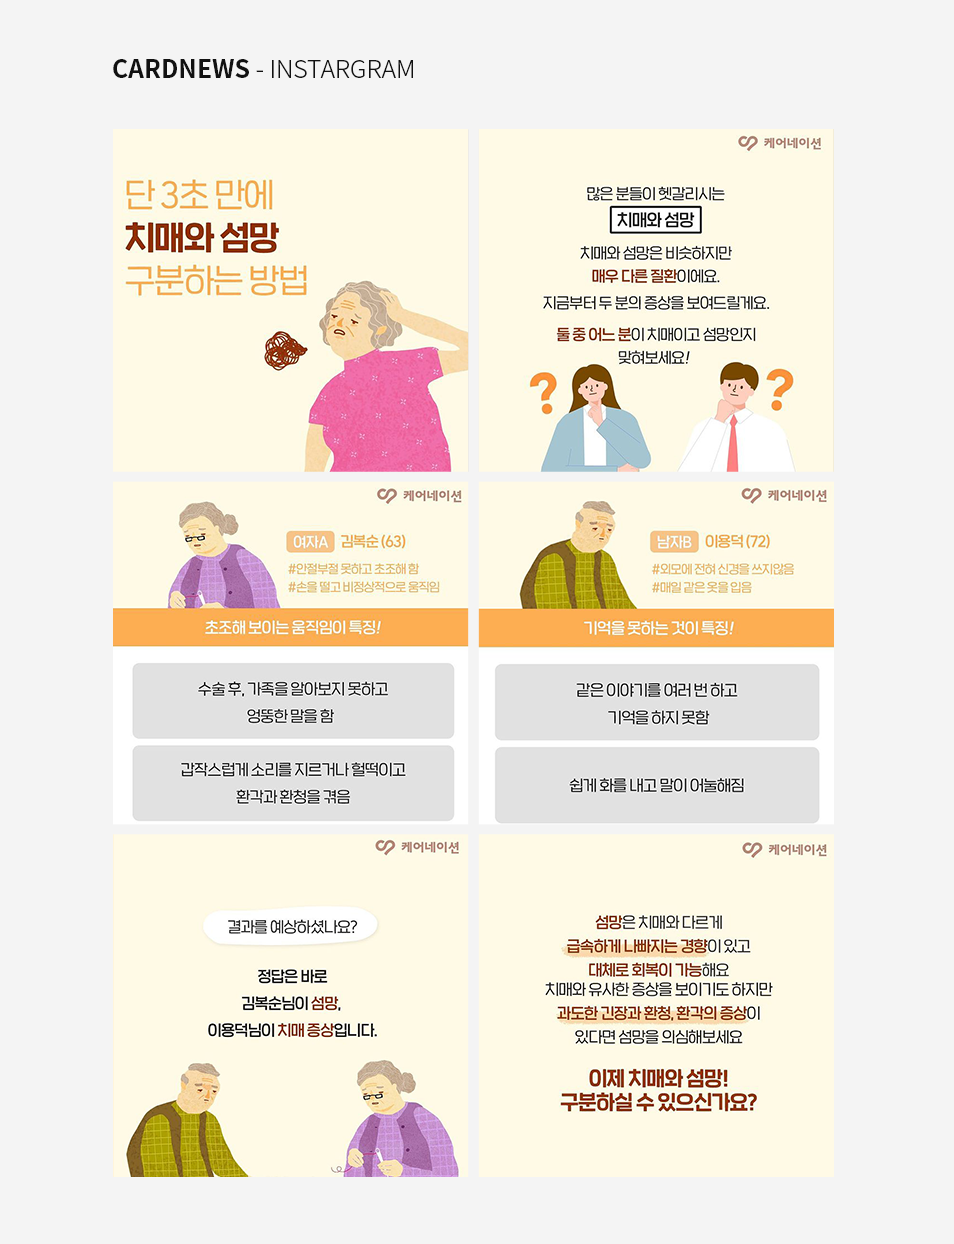 CARDNEWS - INSTARGRAM
단 3초 만에
치매와 섬망
구분하는 방법
케어네이션
많은 분들이 헷갈리시는
치매와 섬망
치매와 섬망은 비슷하지만
매우 다른 질환이에요.
지금부터 두 분의 증상을 보여드릴게요.
둘 중 어느 분이 치매이고 섬망인지
맞혀보세요!
? ?
케어네이션
여자A 김복순 (63)
#안절부절 못하고 초조해 함
#손을 떨고 비정상적으로 움직임
초조해 보이는 움직임이 특징!
수술 후, 가족을 알아보지 못하고
엉뚱한 말을 함
갑작스럽게 소리를 지르거나 헐떡이고
환각과 환청을 겪음
케어네이션
남자B 이용덕 (72)
#외모에 전혀 신경을 쓰지않음
#매일 같은 옷을 입음
기억을 못하는 것이 특징!
같은 이야기를 여러 번 하고
기억을 하지 못함
쉽게 화를 내고 말이 어눌해짐
케어네이션
결과를 예상하셨나요?
정답은 바로
김복순님이 섬망,
이용덕님이 치매 증상입니다.
케어네이션
섬망은 치매와 다르게
급속하게 나빠지는 경향이 있고
대체로 회복이 가능해요
치매와 유사한 증상을 보이기도 하지만
과도한 긴장과 환청, 환각의 증상이
있다면 섬망을 의심해보세요
이제 치매와 섬망!
구분하실 수 있으신가요?